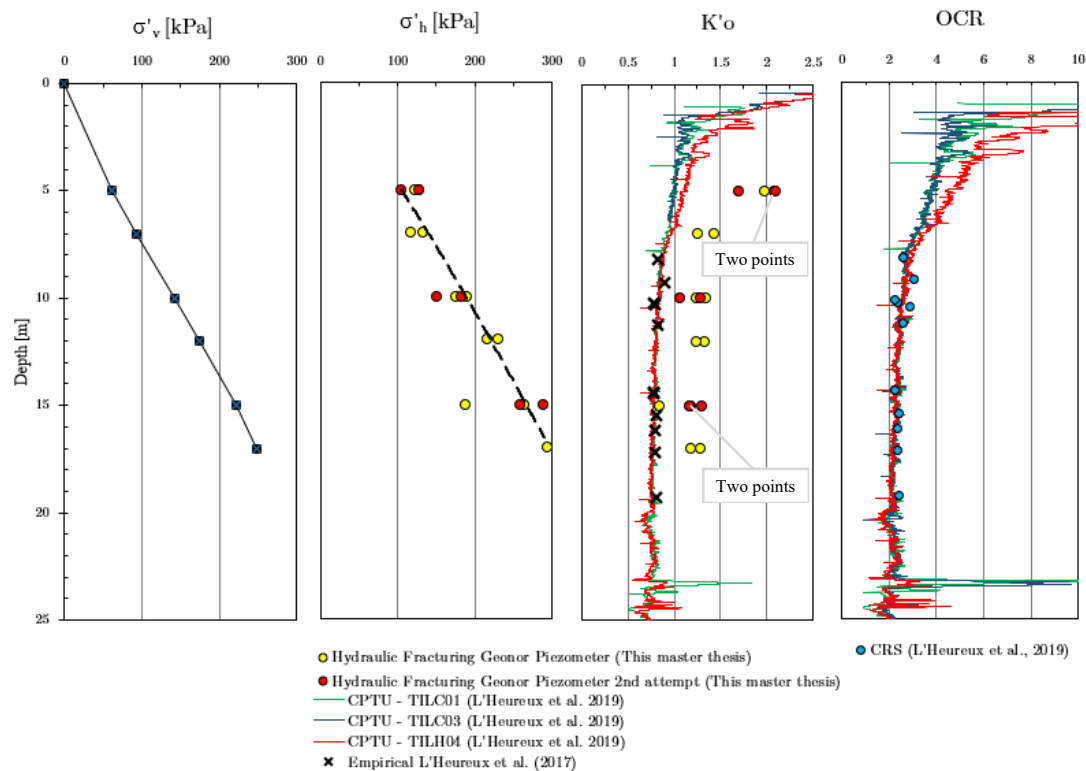 σ'v [kPa]
σ'h [kPa]
K'o
OCR
0 100 200 300
0 100 200 300
0 0.5 1 1.5 2 2.5
0 2 4 6 8 10
Depth [m]
0
5
10
15
20
25
Two points
Two points
Hydraulic Fracturing Geonor Piezometer (This master thesis)
Hydraulic Fracturing Geonor Piezometer 2nd attempt (This master thesis)
CPTU - TILC01 (L'Heureux et al. 2019)
CPTU - TILC03 (L'Heureux et al. 2019)
CPTU - TILH04 (L'Heureux et al. 2019)
Empirical L'Heureux et al. (2017)
CRS (L'Heureux et al., 2019)